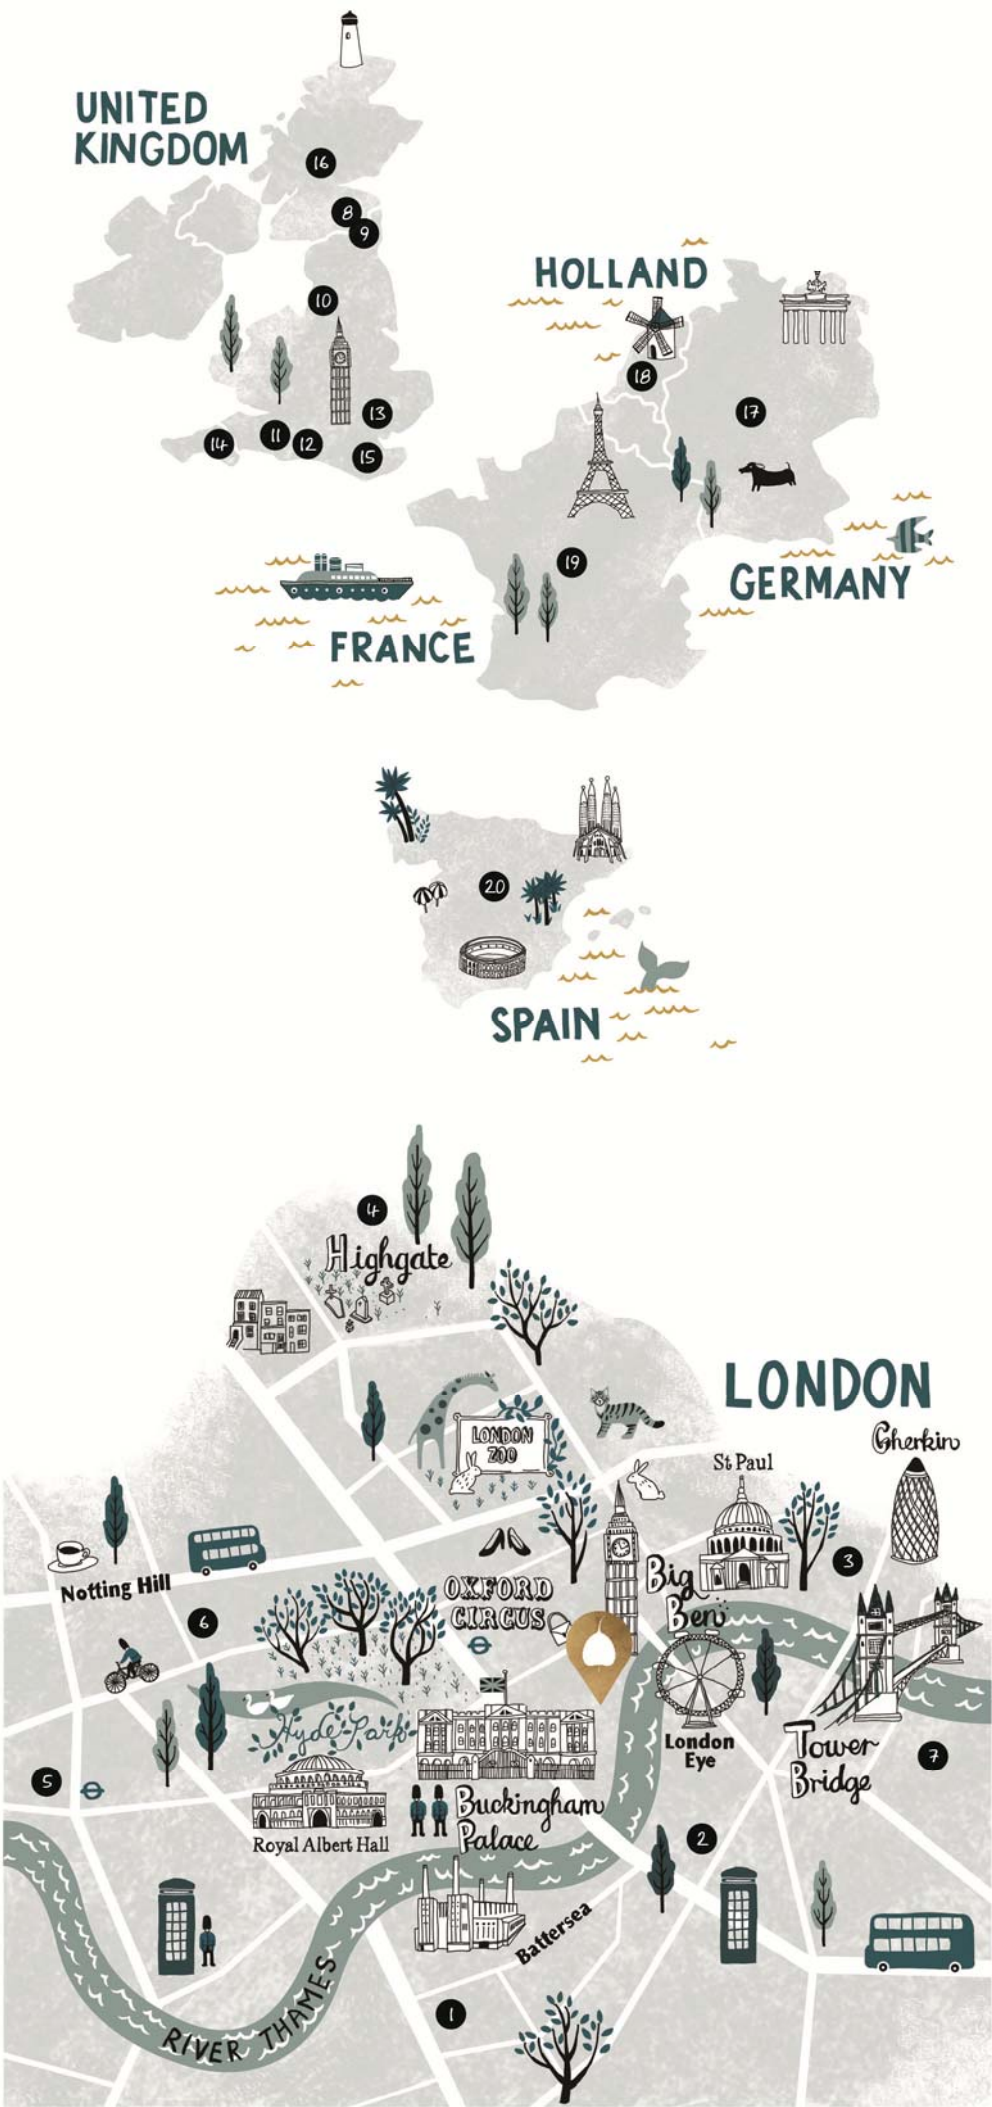 UNITED
KINGDOM
16
8
9
10
13
14
11
12
15
HOLLAND
18
17
19
GERMANY
FRANCE
20
SPAIN
4
Highgate
LONDON
LONDON
ZOO
Gherkin
St Paul
3
Notting Hill
OXFORD
CIRCUS
Big
Ben
6
Hyde Park
London
Eye
Tower
Bridge
7
5
Royal Albert Hall
Buckingham
Palace
2
Battersea
RIVER THAMES
1